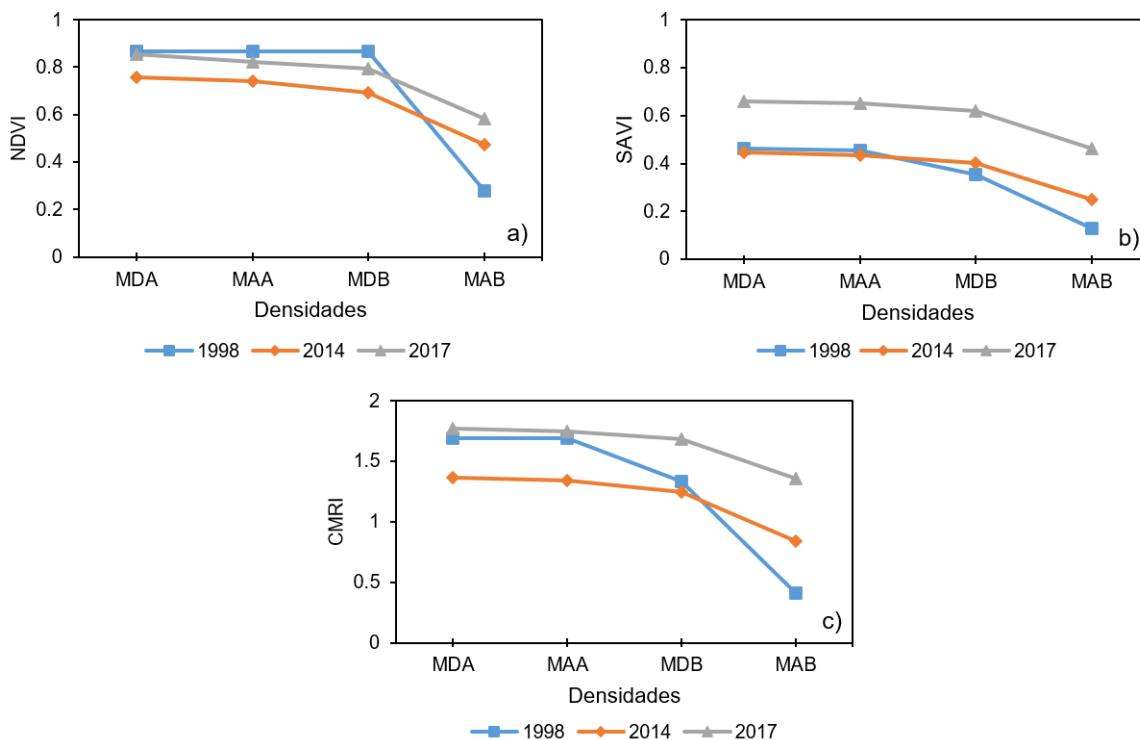 1
0.8
0.6
0.4
0.2
0
NDVI
MDA MAA MDB MAB
Densidades
a)
1998 2014 2017
1
0.8
0.6
0.4
0.2
0
SAVI
MDA MAA MDB MAB
Densidades
b)
1998 2014 2017
2
1.5
1
0.5
0
CMRI
MDA MAA MDB MAB
Densidades
c)
1998 2014 2017